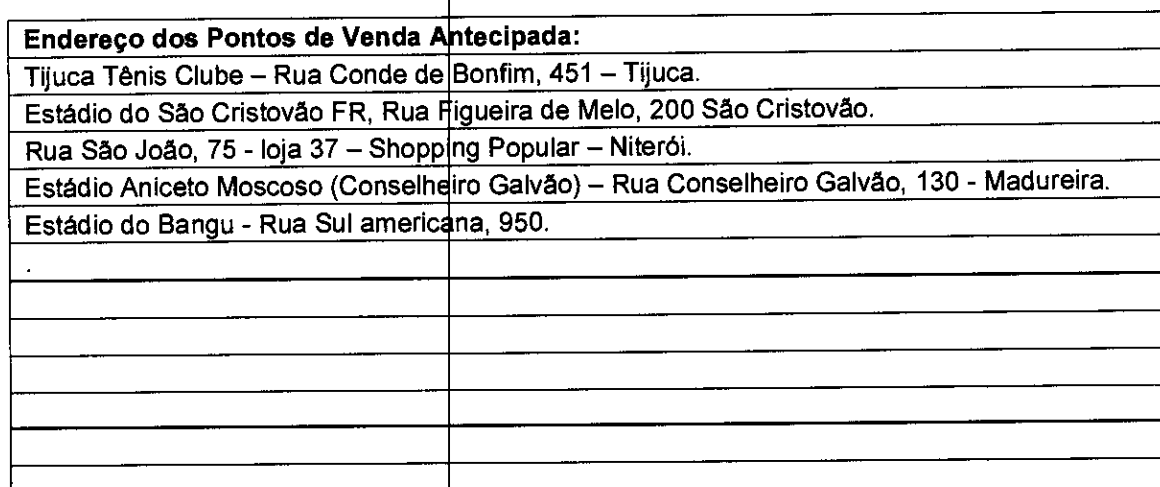 Endereço dos Pontos de Venda Antecipada:
Tijuca Tênis Clube – Rua Conde de Bonfim, 451 – Tijuca.
Estádio do São Cristovão FR, Rua Figueira de Melo, 200 São Cristovão.
Rua São João, 75 - loja 37 – Shopping Popular – Niterói.
Estádio Aniceto Moscoso (Conselheiro Galvão) – Rua Conselheiro Galvão, 130 - Madureira.
Estádio do Bangu - Rua Sul americana, 950.
.